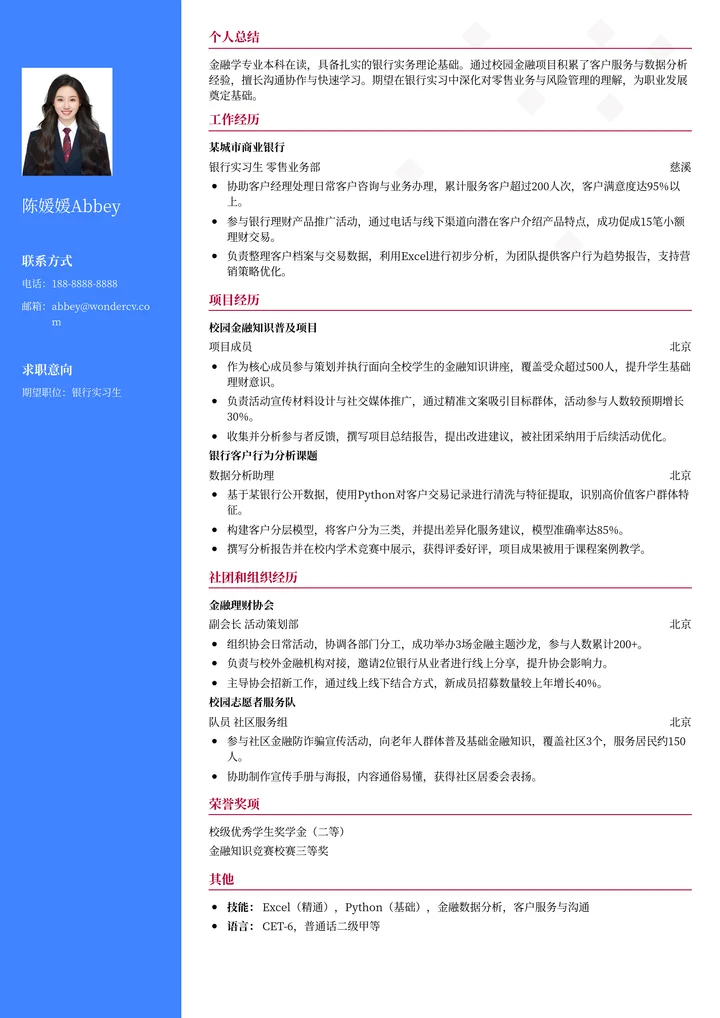 陈媛媛Abbey
联系方式
电话：188-8888-8888
邮箱：abbey@wondercv.co
m
求职意向
期望职位：银行实习生
个人总结
金融学专业本科在读，具备扎实的银行实务理论基础。通过校园金融项目积累了客户服务与数据分析
经验，擅长沟通协作与快速学习。期望在银行实习中深化对零售业务与风险管理的理解，为职业发展
奠定基础。
工作经历
某城市商业银行
银行实习生 零售业务部 慈溪
• 协助客户经理处理日常客户咨询与业务办理，累计服务客户超过200人次，客户满意度达95%以
上。
• 参与银行理财产品推广活动，通过电话与线下渠道向潜在客户介绍产品特点，成功促成15笔小额
理财交易。
• 负责整理客户档案与交易数据，利用Excel进行初步分析，为团队提供客户行为趋势报告，支持营
销策略优化。
项目经历
校园金融知识普及项目
项目成员 北京
• 作为核心成员参与策划并执行面向全校学生的金融知识讲座，覆盖受众超过500人，提升学生基础
理财意识。
• 负责活动宣传材料设计与社交媒体推广，通过精准文案吸引目标群体，活动参与人数较预期增长
30%。
• 收集并分析参与者反馈，撰写项目总结报告，提出改进建议，被社团采纳用于后续活动优化。
银行客户行为分析课题
数据分析助理 北京
• 基于某银行公开数据，使用Python对客户交易记录进行清洗与特征提取，识别高价值客户群体特
征。
• 构建客户分层模型，将客户分为三类，并提出差异化服务建议，模型准确率达85%。
• 撰写分析报告并在校内学术竞赛中展示，获得评委好评，项目成果被用于课程案例教学。
社团和组织经历
金融理财协会
副会长 活动策划部 北京
• 组织协会日常活动，协调各部门分工，成功举办3场金融主题沙龙，参与人数累计200+。
• 负责与校外金融机构对接，邀请2位银行从业者进行线上分享，提升协会影响力。
• 主导协会招新工作，通过线上线下结合方式，新成员招募数量较上年增长40%。
校园志愿者服务队
队员 社区服务组 北京
• 参与社区金融防诈骗宣传活动，向老年人群体普及基础金融知识，覆盖社区3个，服务居民约150
人。
• 协助制作宣传手册与海报，内容通俗易懂，获得社区居委会表扬。
荣誉奖项
校级优秀学生奖学金（二等）
金融知识竞赛校赛三等奖
其他
• 技能： Excel（精通），Python（基础），金融数据分析，客户服务与沟通
• 语言： CET-6，普通话二级甲等